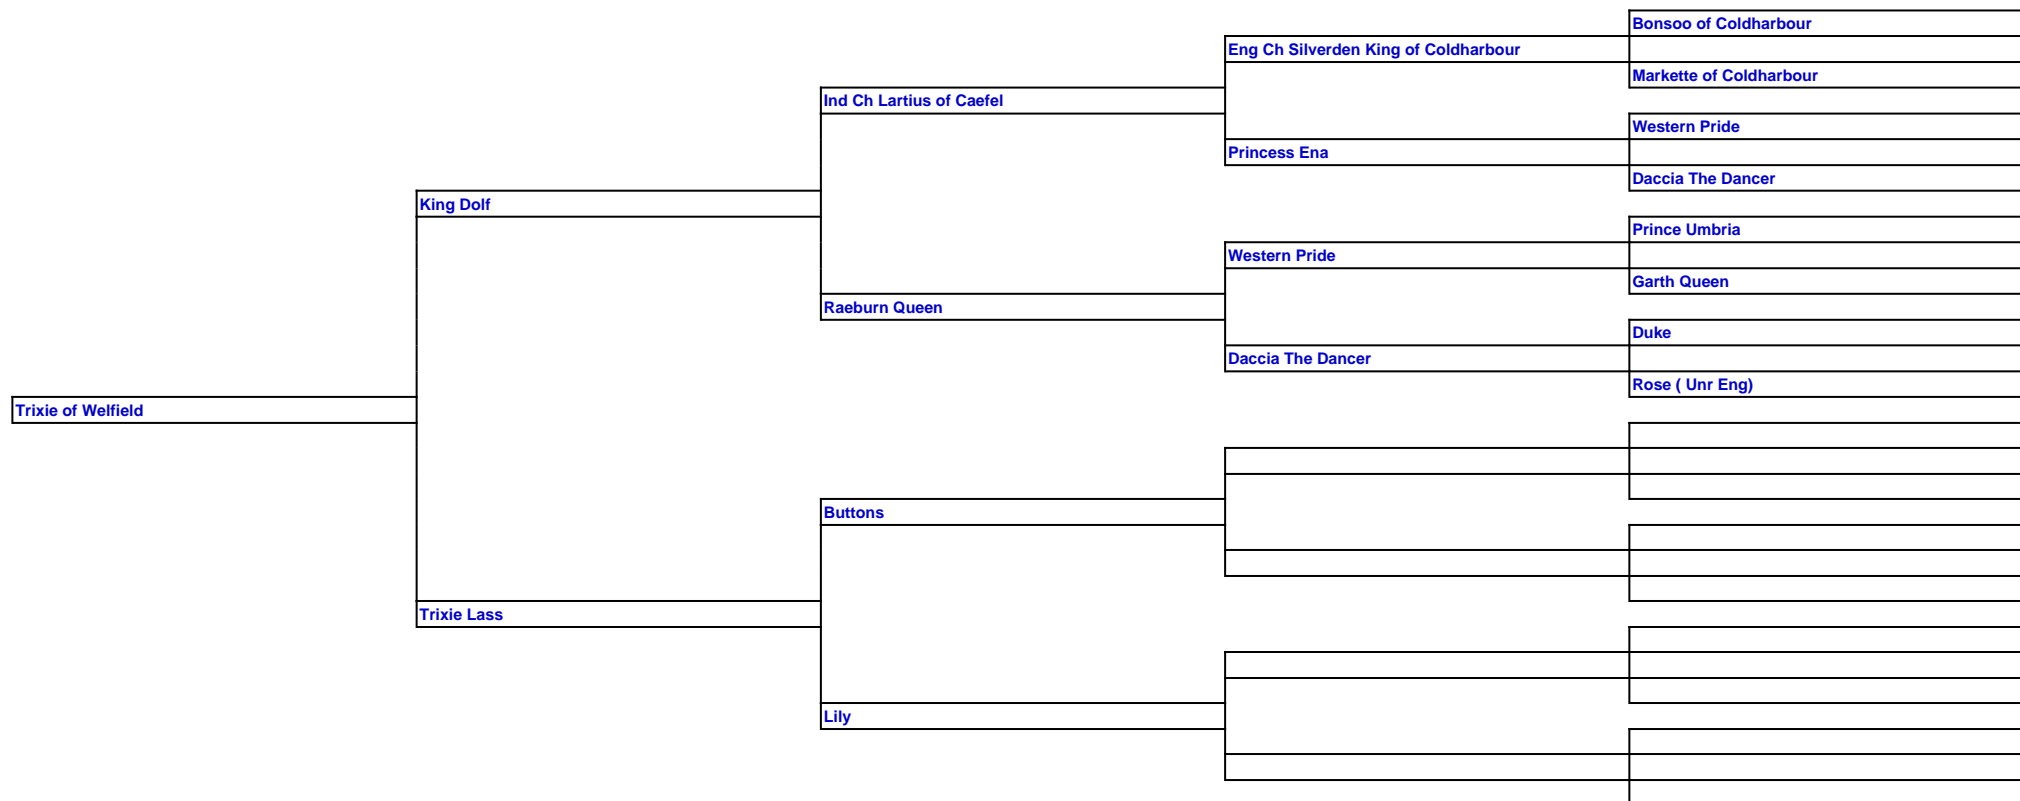 Bonsoo of Coldharbour
Eng Ch Silverden King of Coldharbour
Markette of Coldharbour
Ind Ch Lartius of Caefel
Western Pride
Princess Ena
Daccia The Dancer
King Dolf
Prince Umbria
Western Pride
Garth Queen
Raeburn Queen
Duke
Daccia The Dancer
Rose ( Unr Eng)
Trixie of Welfield
Buttons
Trixie Lass
Lily